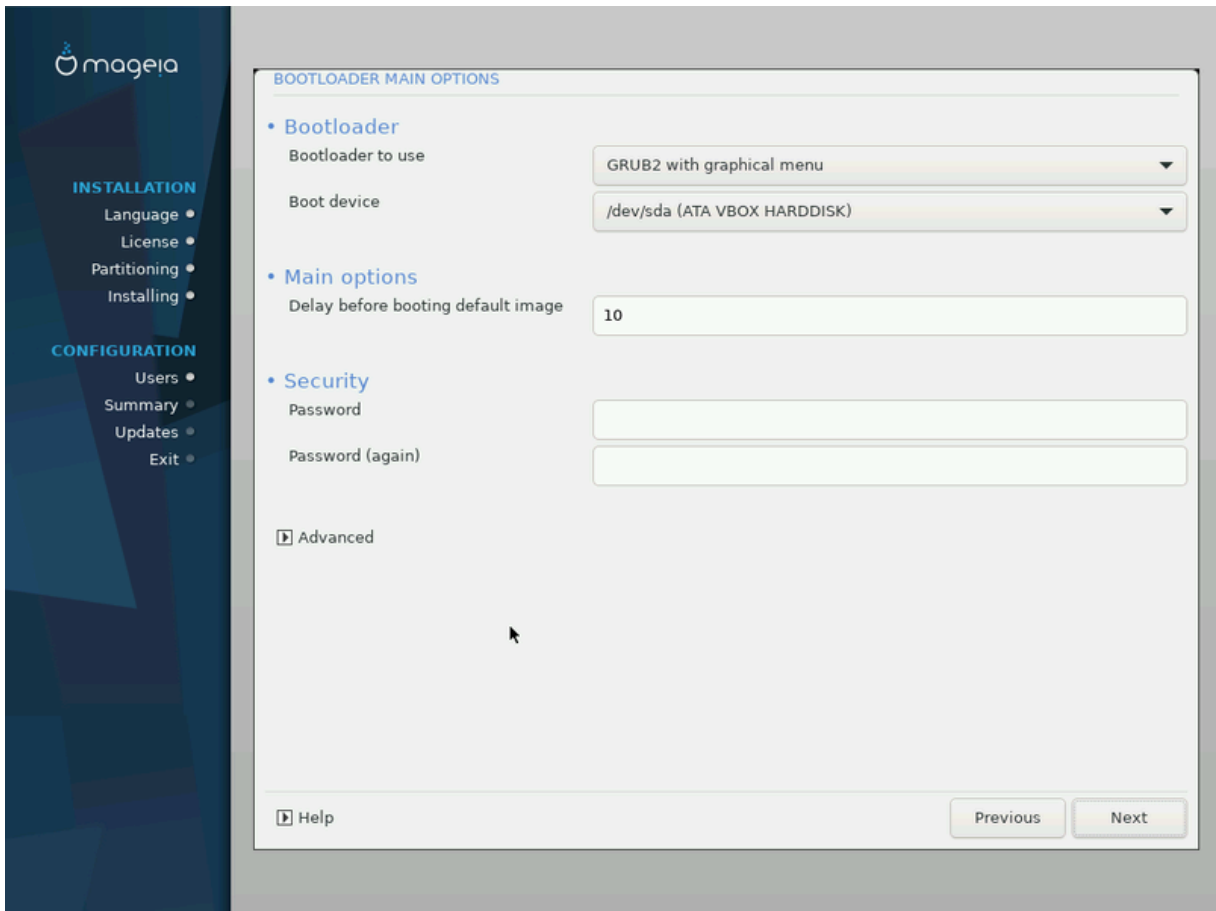 mageia
INSTALLATION
Language
License
Partitioning
Installing
CONFIGURATION
Users
Summary
Updates
Exit
BOOTLOADER MAIN OPTIONS
• Bootloader
Bootloader to use
GRUB2 with graphical menu
Boot device
/dev/sda (ATA VBOX HARDDISK)
• Main options
Delay before booting default image
10
• Security
Password
Password (again)
Advanced
Help
Previous
Next